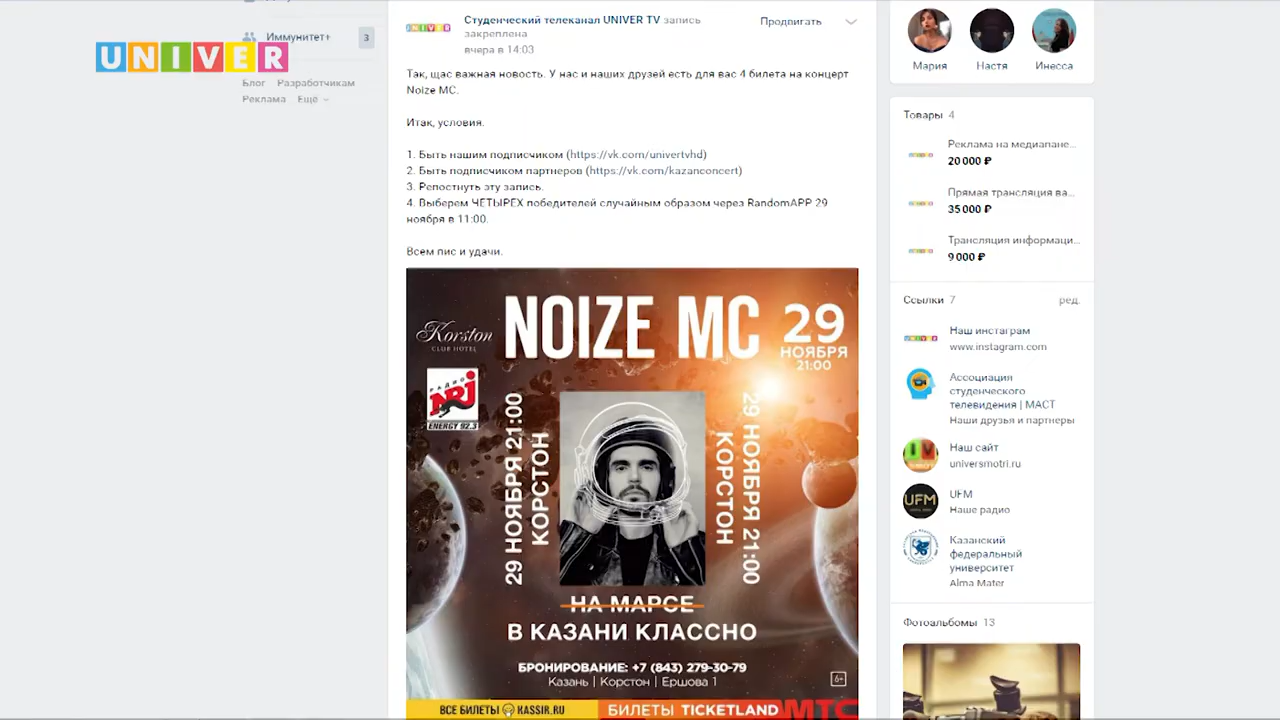 Иммунитет+
3
UNIVER
Блог Разработчикам
Реклама Ещё
Студенческий телеканал UNIVER TV запись
закреплена
вчера в 14:03
Продвигать
Так, щас важная новость. У нас и наших друзей есть для вас 4 билета на концерт
Noize MC.
Итак, условия.
1. Быть нашим подписчиком (https://vk.com/univertvhd)
2. Быть подписчиком партнеров (https://vk.com/kazanconcert)
3. Репостнуть эту запись.
4. Выберем ЧЕТЫРЕХ победителей случайным образом через RandomAPP 29
ноября в 11:00.
Всем пис и удачи.
Korston
CLUB HOTEL
NOIZE MC
29
НОЯБРЯ
21:00
РАДИО
NRJ
ENERGY 92.3
29 НОЯБРЯ 21:00
КОРСТОН
КОРСТОН
29 НОЯБРЯ 21:00
НА МАРСЕ
В КАЗАНИ КЛАССНО
БРОНИРОВАНИЕ: +7 (843) 279-30-79
Казань | Корстон | Ершова 1
6+
ВСЕ БИЛЕТЫ KASSIR.RU
БИЛЕТЫ TICKETLAND МТС
Мария Настя Инесса
Товары 4
Реклама на медиапане...
20 000 ₽
Прямая трансляция ва...
35 000 ₽
Трансляция информаци...
9 000 ₽
Ссылки 7 ред.
Наш инстаграм
www.instagram.com
Ассоциация
студенческого
телевидения | МАСТ
Наши друзья и партнеры
Наш сайт
universmotri.ru
UFM
UFM
Наше радио
Казанский
федеральный
университет
Alma Mater
Фотоальбомы 13